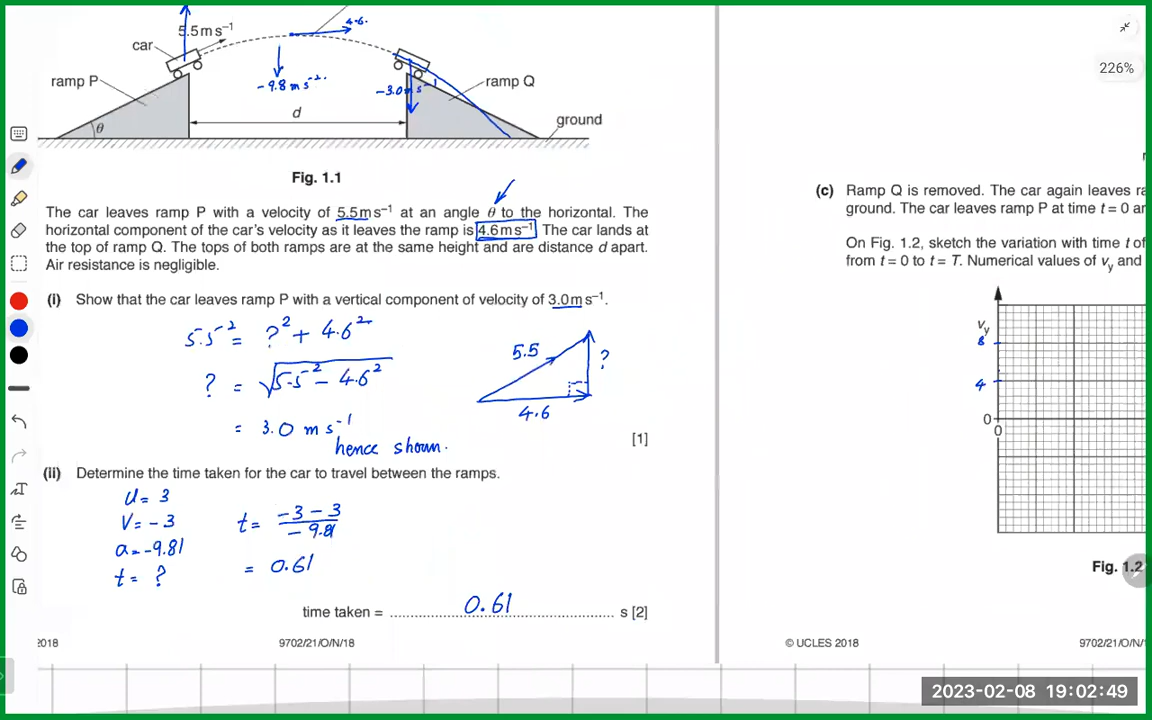 5.5 m s⁻¹
4.6.
car
ramp P
-9.8 m s⁻².
-3.0 m s⁻¹
ramp Q
d
θ
ground
Fig. 1.1
The car leaves ramp P with a velocity of 5.5 m s⁻¹ at an angle θ to the horizontal. The
horizontal component of the car's velocity as it leaves the ramp is 4.6 m s⁻¹. The car lands at
the top of ramp Q. The tops of both ramps are at the same height and are distance d apart.
Air resistance is negligible.
(i) Show that the car leaves ramp P with a vertical component of velocity of 3.0 m s⁻¹.
5.5² = ?² + 4.6²
? = √5.5² - 4.6²
= 3.0 m s⁻¹
hence shown.
5.5
?
4.6
[1]
(ii) Determine the time taken for the car to travel between the ramps.
u = 3
v = -3
a = -9.81
t = ?
t = -3 - 3 / -9.81
= 0.61
time taken = 0.61 s [2]
2018
9702/21/O/N/18
226%
(c) Ramp Q is removed. The car again leaves ra
ground. The car leaves ramp P at time t = 0 ar
On Fig. 1.2, sketch the variation with time t of
from t = 0 to t = T. Numerical values of v_y and
v_y
8
4
0
0
Fig. 1.2
© UCLES 2018
9702/21/O/N/
2023-02-08 19:02:49